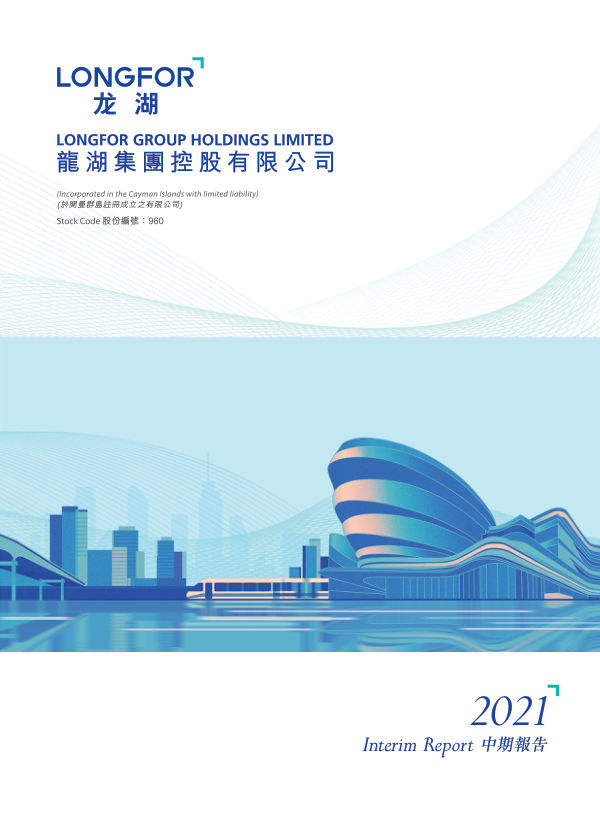 LONGFOR
龙湖
LONGFOR GROUP HOLDINGS LIMITED
龍湖集團控股有限公司
(Incorporated in the Cayman Islands with limited liability)
(於開曼群島註冊成立之有限公司)
Stock Code 股份編號：960
2021
Interim Report 中期報告